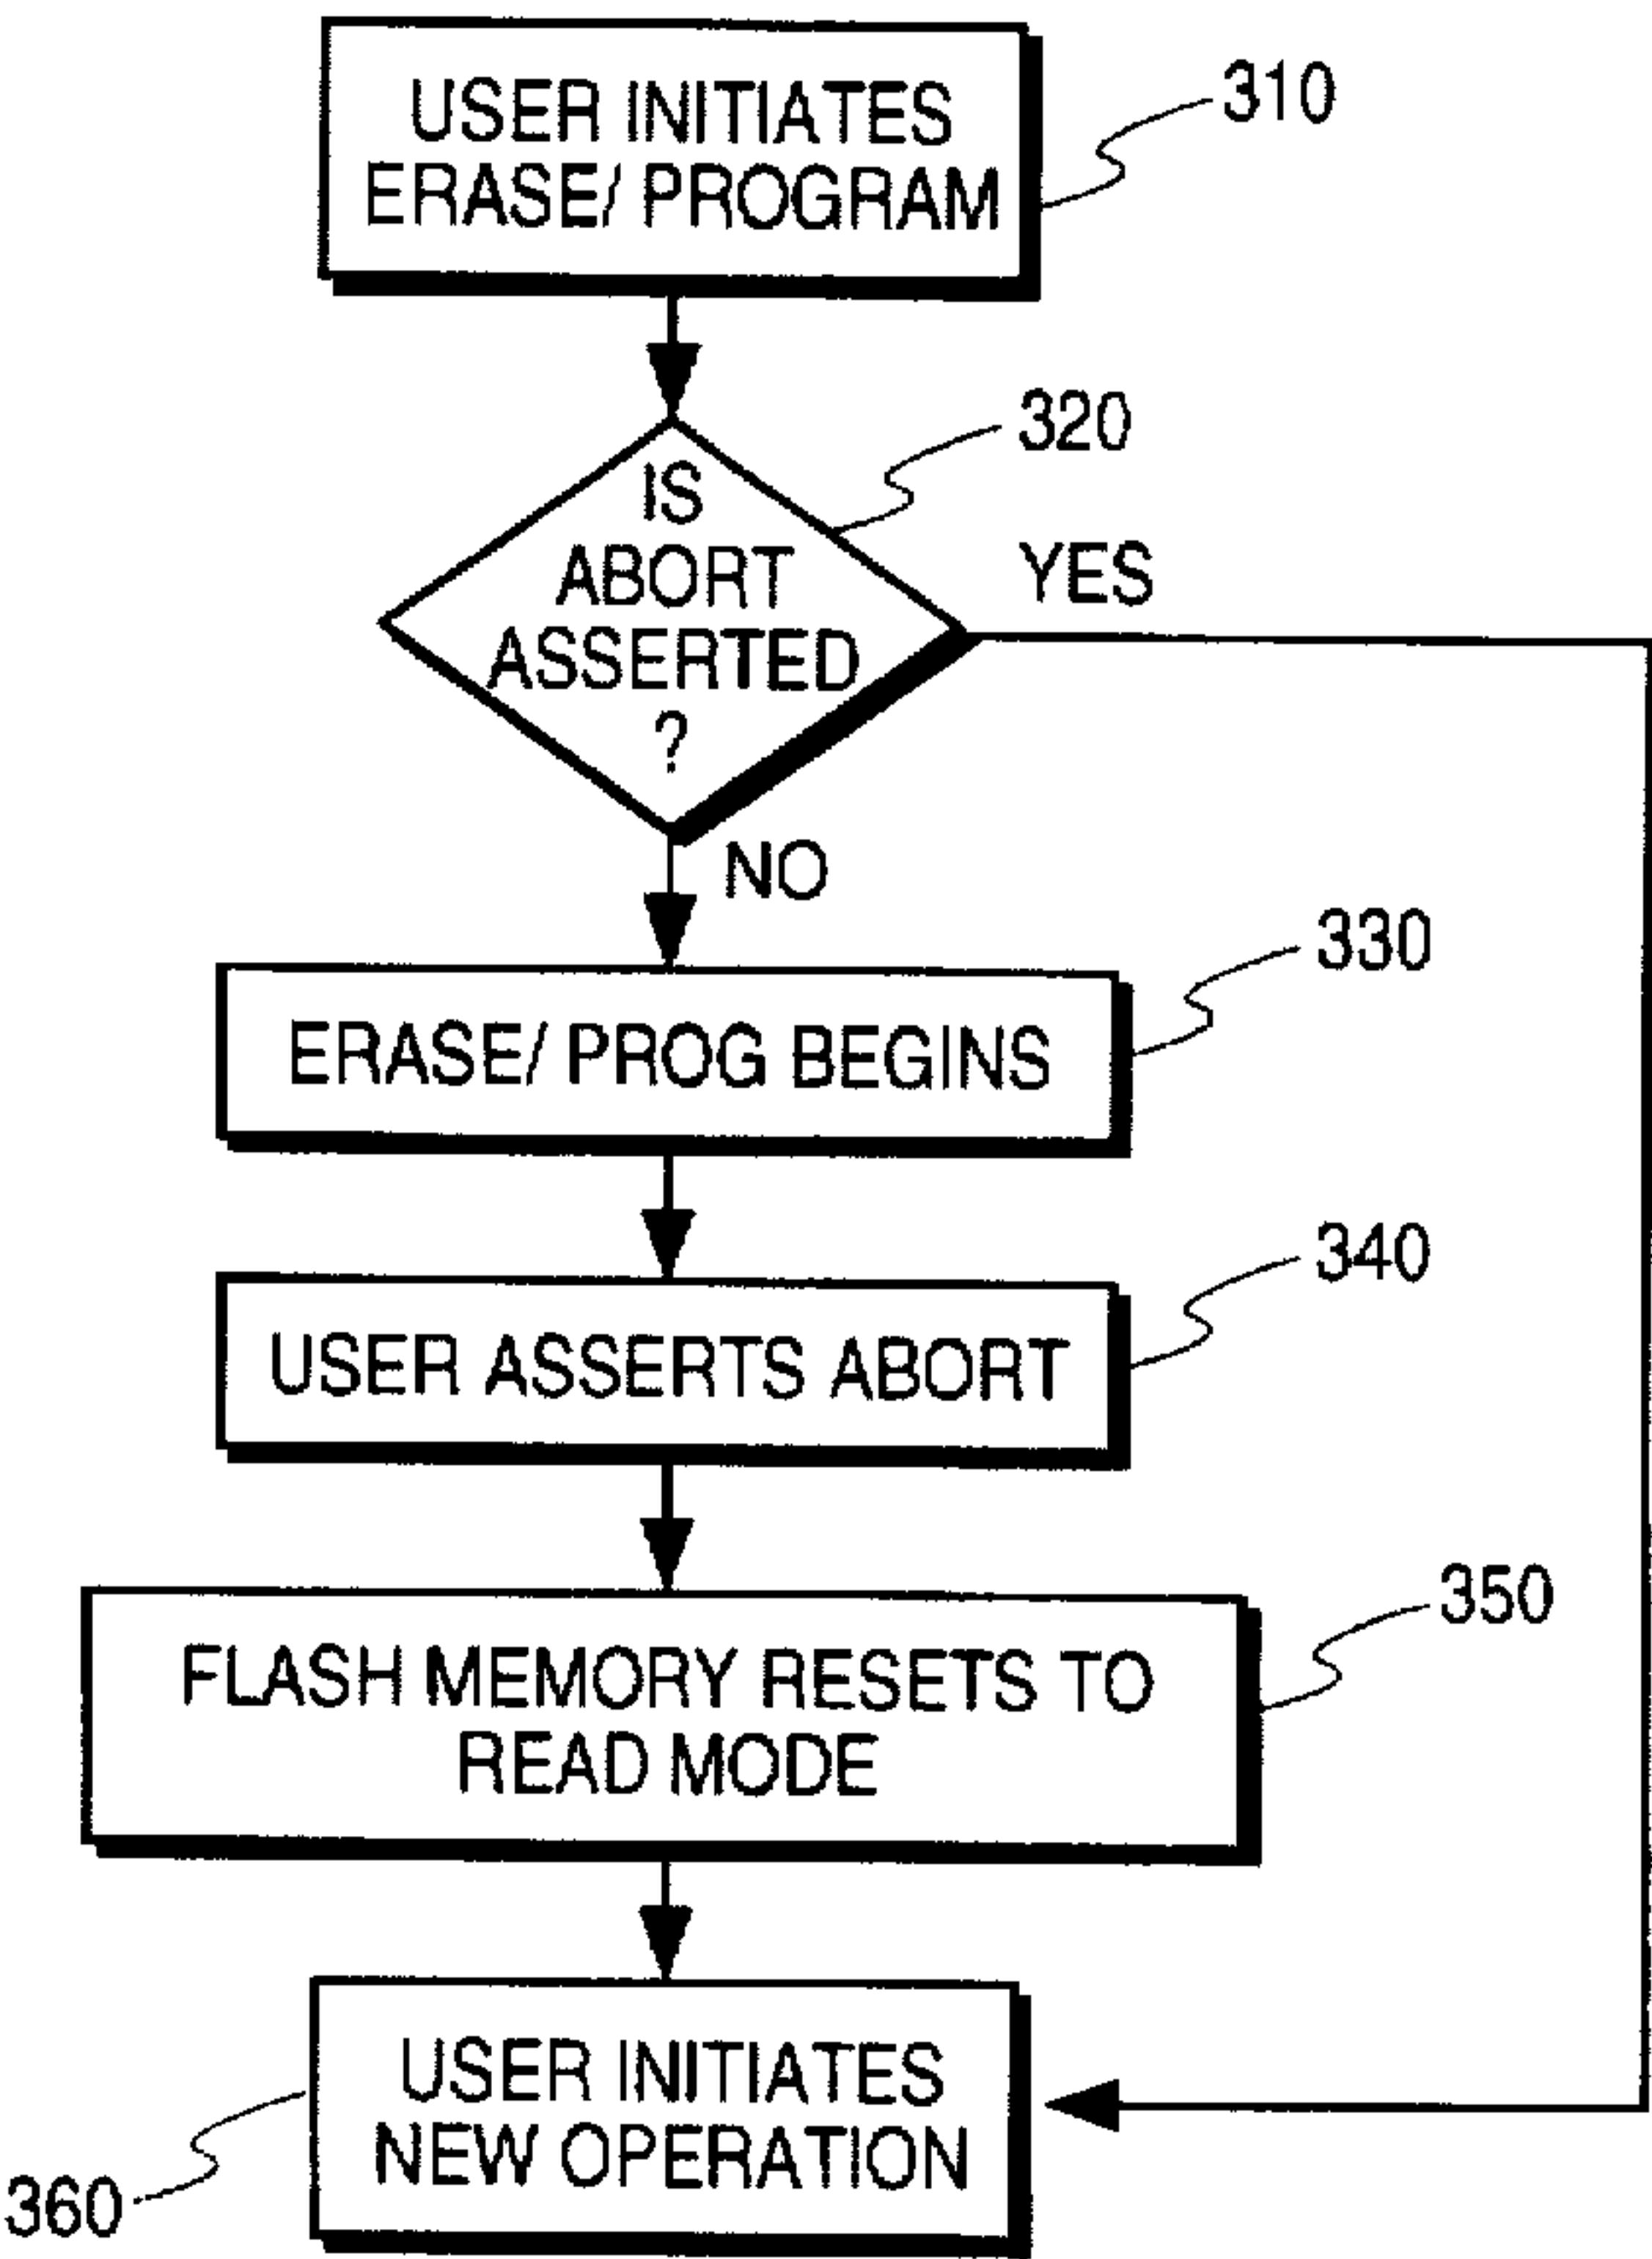 USER INITIATES
ERASE/ PROGRAM
310
320
IS
ABORT
ASSERTED
?
YES
NO
330
ERASE/ PROG BEGINS
340
USER ASSERTS ABORT
350
FLASH MEMORY RESETS TO
READ MODE
USER INITIATES
NEW OPERATION
360